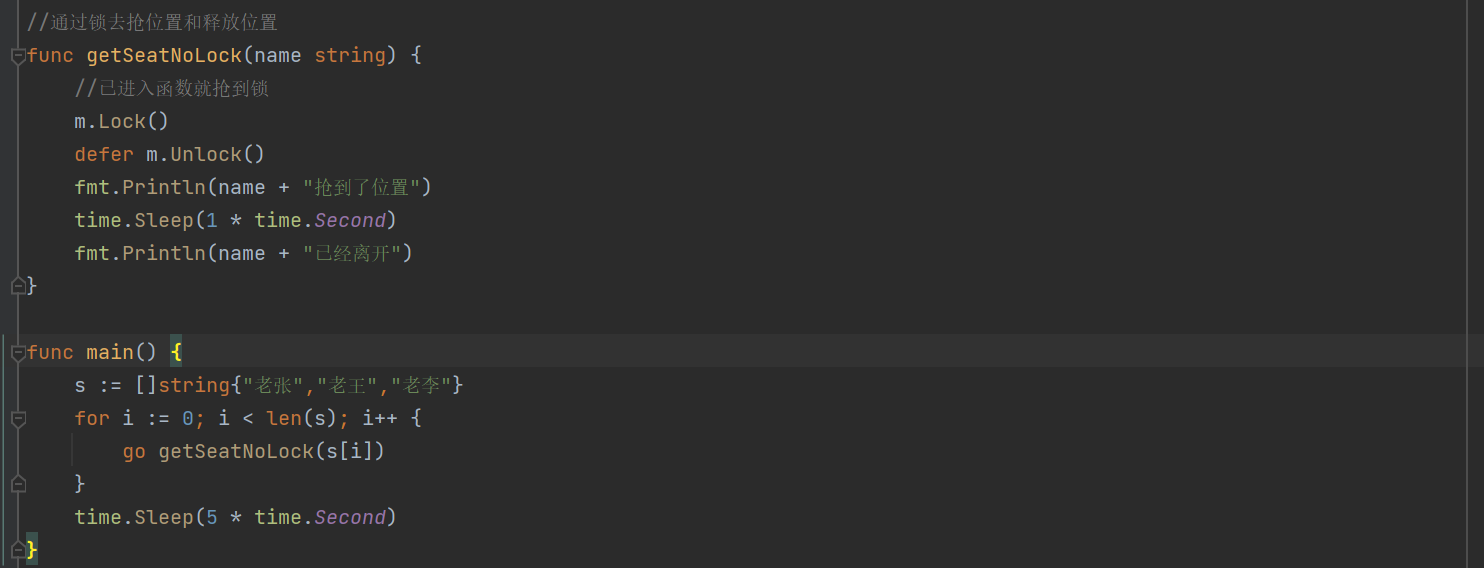 //通过锁去抢位置和释放位置
func getSeatNoLock(name string) {
    //已进入函数就抢到锁
    m.Lock()
    defer m.Unlock()
    fmt.Println(name + "抢到了位置")
    time.Sleep(1 * time.Second)
    fmt.Println(name + "已经离开")
}
func main() {
    s := []string{"老张","老王","老李"}
    for i := 0; i < len(s); i++ {
        go getSeatNoLock(s[i])
    }
    time.Sleep(5 * time.Second)
}